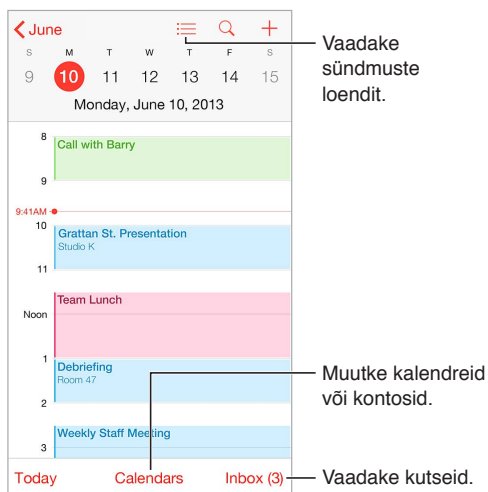 June
S M T W T F S
9 10 11 12 13 14 15
Monday, June 10, 2013
Vaadake
sündmuste
loendit.
8
Call with Barry
9
9:41AM
10
Grattan St. Presentation
Studio K
11
Team Lunch
Noon
1
Debriefing
Room 47
Muutke kalendreid
või kontosid.
2
Weekly Staff Meeting
3
Today Calendars Inbox (3)
Vaadake kutseid.